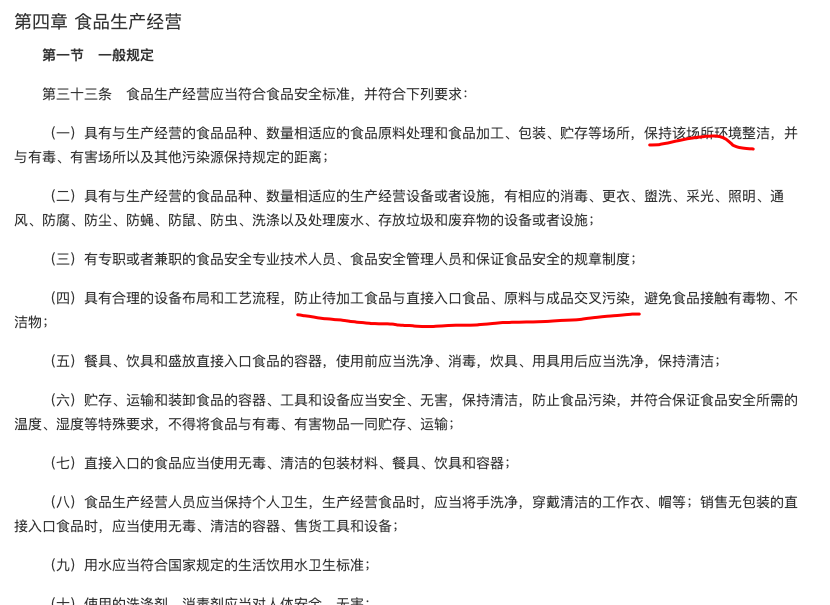 第四章 食品生产经营
第一节　一般规定
第三十三条　食品生产经营应当符合食品安全标准，并符合下列要求：
（一）具有与生产经营的食品品种、数量相适应的食品原料处理和食品加工、包装、贮存等场所，保持该场所环境整洁，并
与有毒、有害场所以及其他污染源保持规定的距离；
（二）具有与生产经营的食品品种、数量相适应的生产经营设备或者设施，有相应的消毒、更衣、盥洗、采光、照明、通
风、防腐、防尘、防蝇、防鼠、防虫、洗涤以及处理废水、存放垃圾和废弃物的设备或者设施；
（三）有专职或者兼职的食品安全专业技术人员、食品安全管理人员和保证食品安全的规章制度；
（四）具有合理的设备布局和工艺流程，防止待加工食品与直接入口食品、原料与成品交叉污染，避免食品接触有毒物、不
洁物；
（五）餐具、饮具和盛放直接入口食品的容器，使用前应当洗净、消毒，炊具、用具用后应当洗净，保持清洁；
（六）贮存、运输和装卸食品的容器、工具和设备应当安全、无害，保持清洁，防止食品污染，并符合保证食品安全所需的
温度、湿度等特殊要求，不得将食品与有毒、有害物品一同贮存、运输；
（七）直接入口的食品应当使用无毒、清洁的包装材料、餐具、饮具和容器；
（八）食品生产经营人员应当保持个人卫生，生产经营食品时，应当将手洗净，穿戴清洁的工作衣、帽等；销售无包装的直
接入口食品时，应当使用无毒、清洁的容器、售货工具和设备；
（九）用水应当符合国家规定的生活饮用水卫生标准；
（十）使用的洗涤剂、消毒剂应当对人体安全、无害；